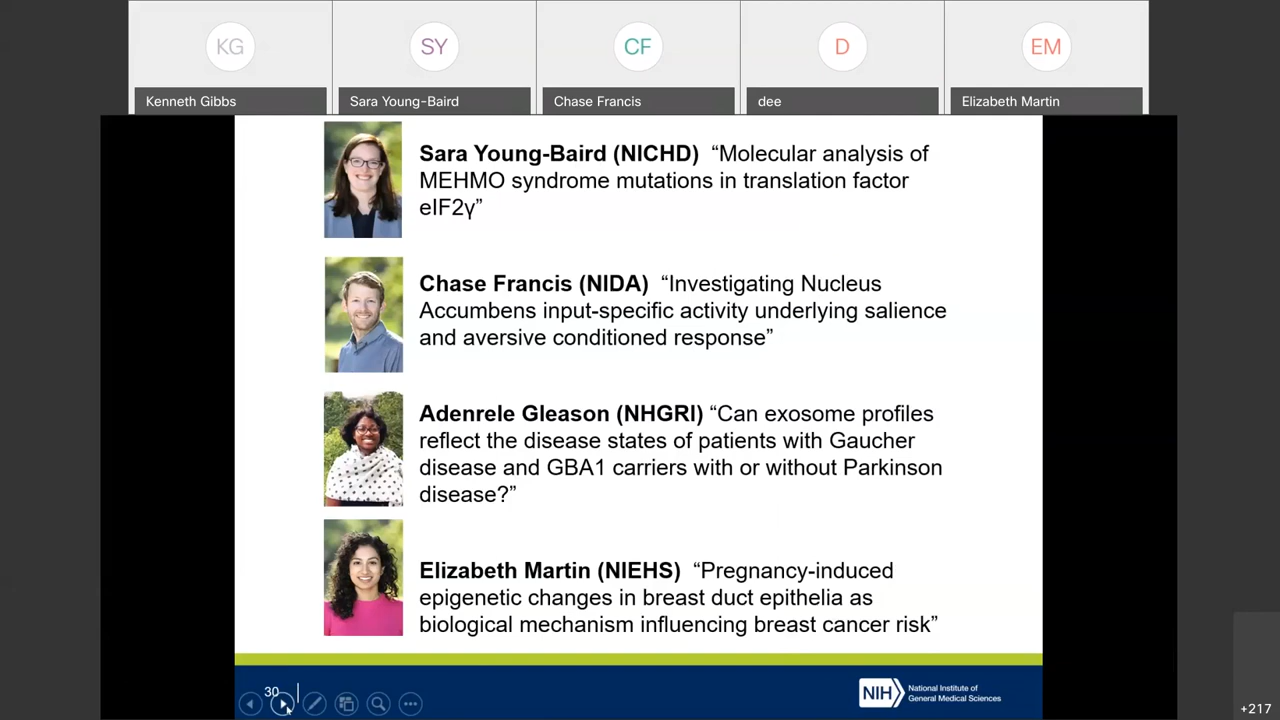 KG
SY
CF
D
EM
Kenneth Gibbs
Sara Young-Baird
Chase Francis
dee
Elizabeth Martin
Sara Young-Baird (NICHD) “Molecular analysis of
MEHMO syndrome mutations in translation factor
eIF2γ”
Chase Francis (NIDA) “Investigating Nucleus
Accumbens input-specific activity underlying salience
and aversive conditioned response”
Adenrele Gleason (NHGRI) “Can exosome profiles
reflect the disease states of patients with Gaucher
disease and GBA1 carriers with or without Parkinson
disease?”
Elizabeth Martin (NIEHS) “Pregnancy-induced
epigenetic changes in breast duct epithelia as
biological mechanism influencing breast cancer risk”
30
NIH
National Institute of
General Medical Sciences
+217